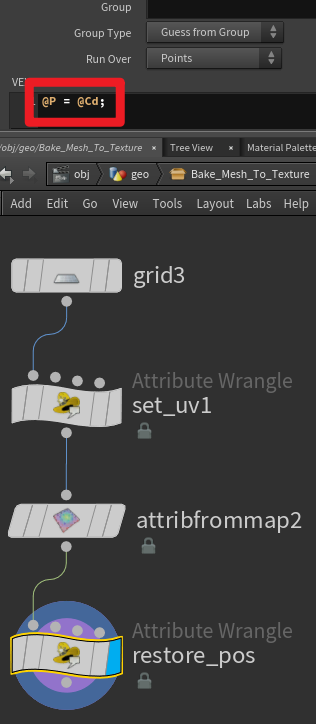 Group
Group Type Guess from Group
Run Over Points
VE
@P = @Cd;
/obj/geo/Bake_Mesh_To_Texture × Tree View × Material Palette
obj geo Bake_Mesh_To_Texture
Add Edit Go View Tools Layout Labs Help
grid3
Attribute Wrangle
set_uv1
attribfrommap2
Attribute Wrangle
restore_pos